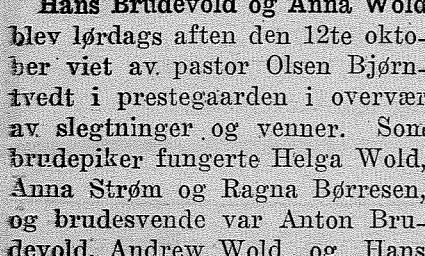 Hans Brudevold og Anna Wold
blev lørdags aften den 12te okto-
ber viet av. pastor Olsen Bjørn-
tvedt i prestegaarden i overvær
av slegtninger og venner. Som
brudepiker fungerte Helga Wold,
Anna Strøm og Ragna Børresen,
og brudesvende var Anton Bru-
devold, Andrew Wold og Hans